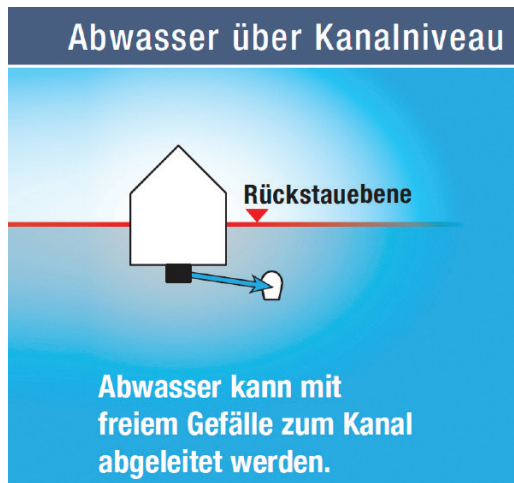 Abwasser über Kanalniveau
Rückstauebene
Abwasser kann mit
freiem Gefälle zum Kanal
abgeleitet werden.